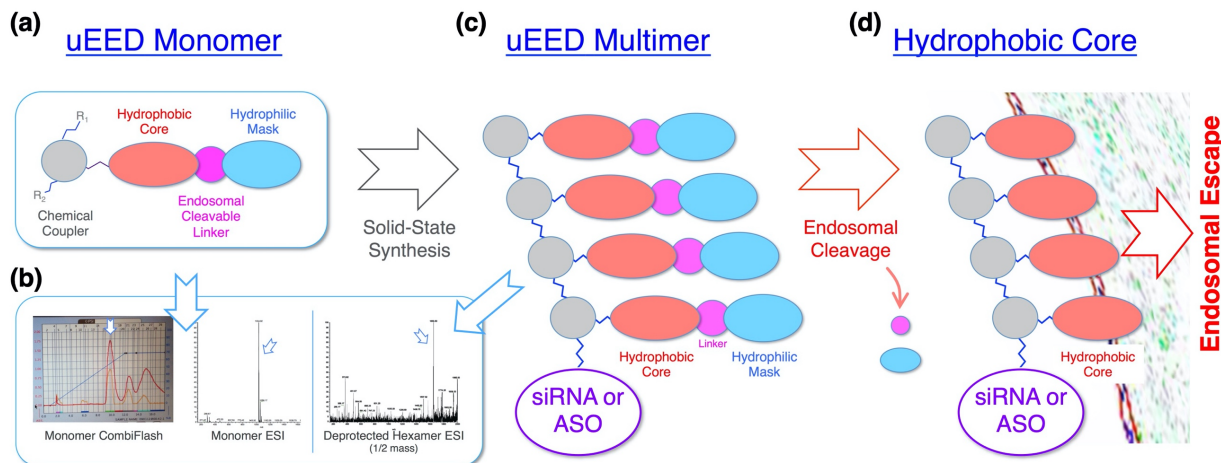 (a)
uEED Monomer
Hydrophobic
Core
Hydrophilic
Mask
R1
R2
Chemical
Coupler
Endosomal
Cleavable
Linker
Solid-State
Synthesis
(b)
Monomer CombiFlash
Monomer ESI
Deprotected Hexamer ESI
(1/2 mass)
(c)
uEED Multimer
Linker
Hydrophobic
Core
Hydrophilic
Mask
siRNA or
ASO
Endosomal
Cleavage
(d)
Hydrophobic Core
Hydrophobic
Core
siRNA or
ASO
Endosomal Escape